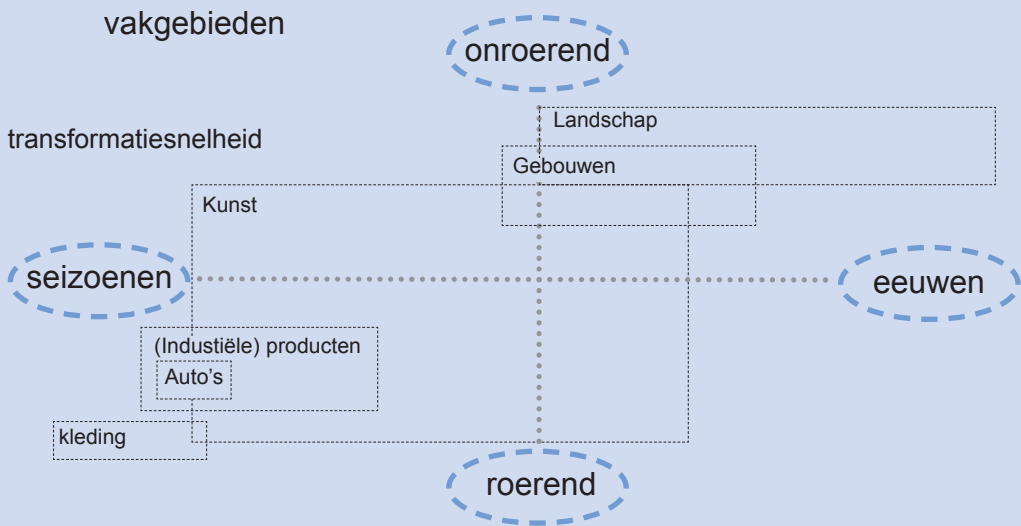 vakgebieden
onroerend
Landschap
transformatiesnelheid
Gebouwen
Kunst
seizoenen
eeuwen
(Industiële) producten
Auto's
kleding
roerend